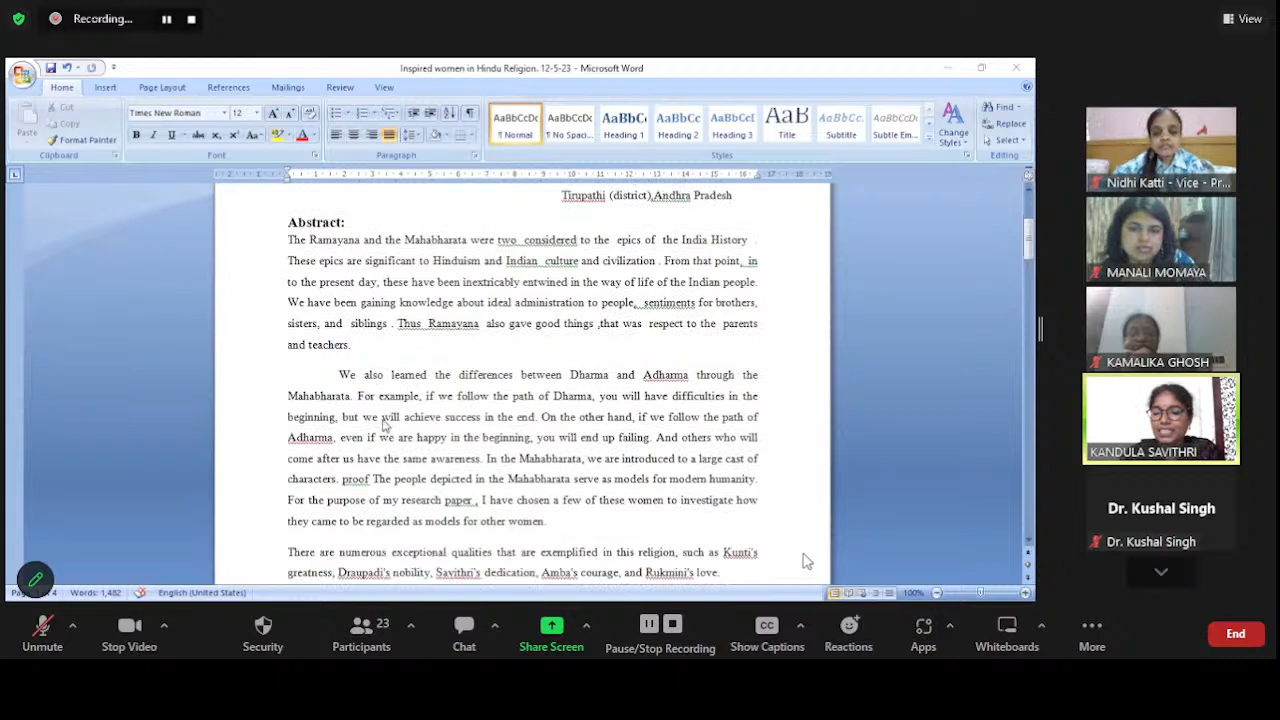 Recording...
View
Inspired women in Hindu Religion. 12-5-23 - Microsoft Word
Home Insert Page Layout References Mailings Review View
Cut
Copy
Paste
Format Painter
Clipboard
Times New Roman 12
Font
Paragraph
AaBbCcDc AaBbCcDc AaBbC AaBbCc AaBbCc AaB AaBbCc. AaBbCcDc
¶ Normal ¶ No Spaci... Heading 1 Heading 2 Heading 3 Title Subtitle Subtle Em...
Change Styles
Styles
Find
Replace
Select
Editing
Tirupathi (district),Andhra Pradesh
Abstract:
The Ramayana and the Mahabharata were two considered to the epics of the India History .
These epics are significant to Hinduism and Indian culture and civilization . From that point, in
to the present day, these have been inextricably entwined in the way of life of the Indian people.
We have been gaining knowledge about ideal administration to people, sentiments for brothers,
sisters, and siblings . Thus Ramayana also gave good things ,that was respect to the parents
and teachers.
We also learned the differences between Dharma and Adharma through the
Mahabharata. For example, if we follow the path of Dharma, you will have difficulties in the
beginning, but we will achieve success in the end. On the other hand, if we follow the path of
Adharma, even if we are happy in the beginning, you will end up failing. And others who will
come after us have the same awareness. In the Mahabharata, we are introduced to a large cast of
characters. proof The people depicted in the Mahabharata serve as models for modern humanity.
For the purpose of my research paper , I have chosen a few of these women to investigate how
they came to be regarded as models for other women.
There are numerous exceptional qualities that are exemplified in this religion, such as Kunti's
greatness, Draupadi's nobility, Savithri's dedication, Amba's courage, and Rukmini's love.
Words: 1,482 English (United States) 100%
Nidhi Katti - Vice - Pr...
MANALI MOMAYA
KAMALIKA GHOSH
KANDULA SAVITHRI
Dr. Kushal Singh
Dr. Kushal Singh
Unmute Stop Video Security Participants 23 Chat Share Screen Pause/Stop Recording Show Captions Reactions Apps Whiteboards More End